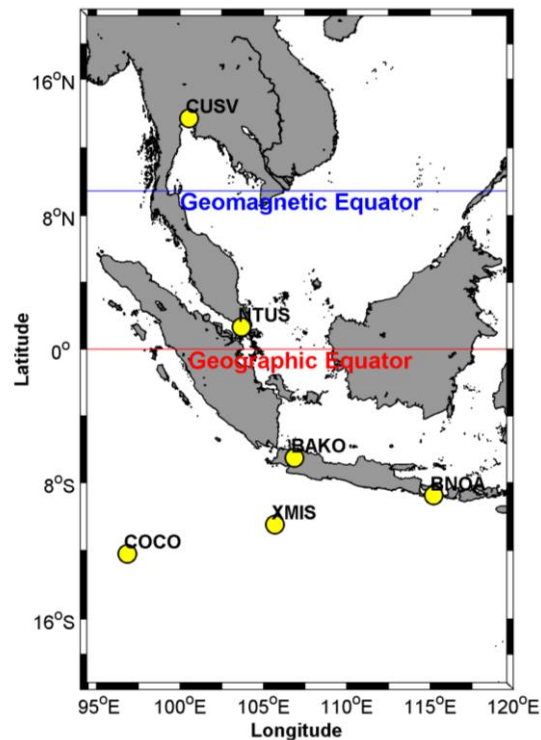 16°N
CUSV
Geomagnetic Equator
8°N
NTUS
0°
Geographic Equator
Latitude
BAKO
8°S
BNOA
XMIS
COCO
16°S
95°E 100°E 105°E 110°E 115°E 120°E
Longitude